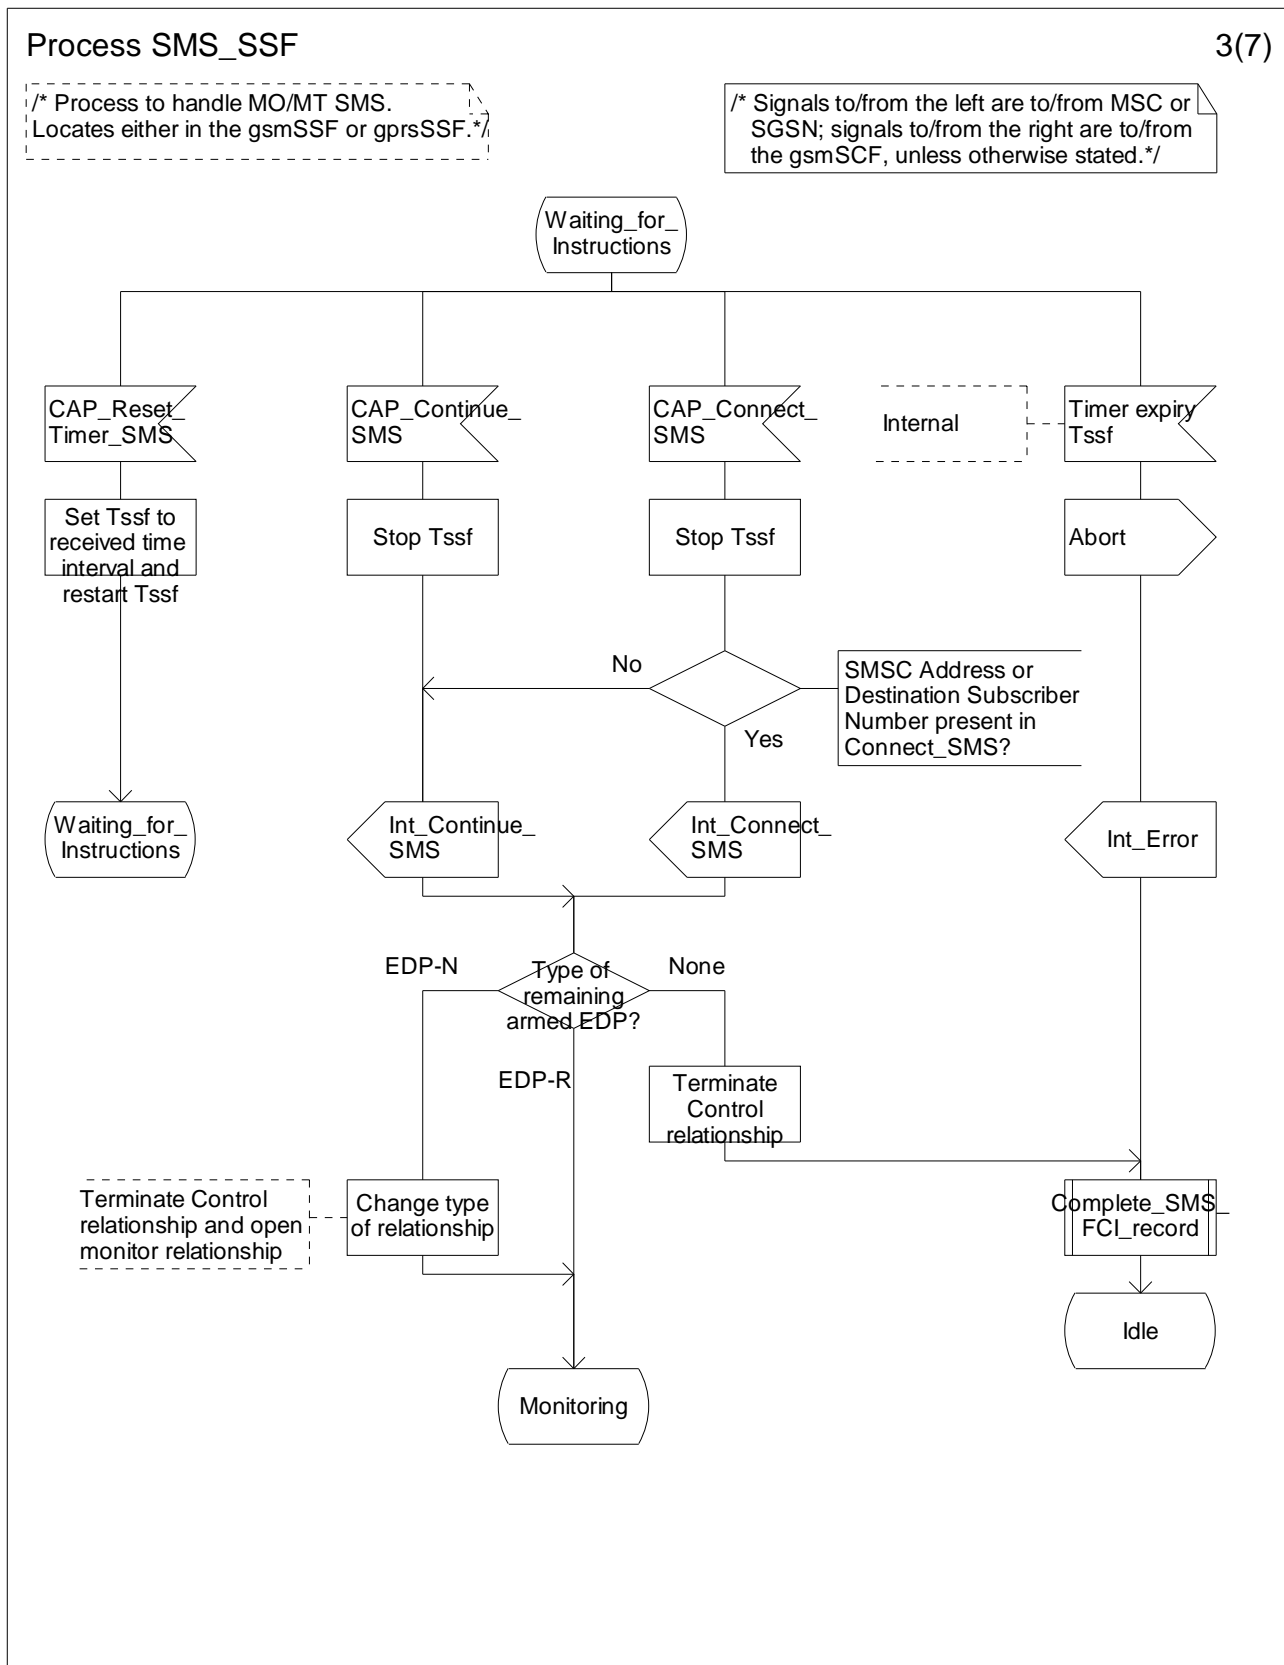 Process SMS_SSF
3(7)
/* Process to handle MO/MT SMS.
Locates either in the gsmSSF or gprsSSF.*/
/* Signals to/from the left are to/from MSC or
SGSN; signals to/from the right are to/from
the gsmSCF, unless otherwise stated.*/
Waiting_for_
Instructions
CAP_Reset_
Timer_SMS
CAP_Continue_
SMS
CAP_Connect_
SMS
Internal
Timer expiry
Tssf
Set Tssf to
received time
interval and
restart Tssf
Stop Tssf
Stop Tssf
Abort
No
Yes
SMSC Address or
Destination Subscriber
Number present in
Connect_SMS?
Waiting_for_
Instructions
Int_Continue_
SMS
Int_Connect_
SMS
Int_Error
EDP-N
Type of
remaining
armed EDP?
None
EDP-R
Terminate
Control
relationship
Terminate Control
relationship and open
monitor relationship
Change type
of relationship
Complete_SMS_
FCI_record
Idle
Monitoring